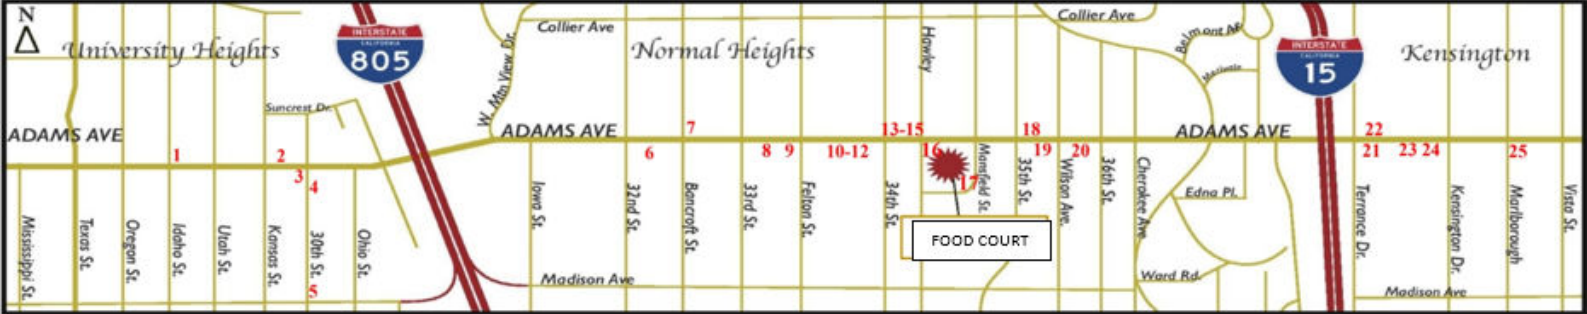 N
University Heights
Normal Heights
Kensington
INTERSTATE
CALIFORNIA
805
INTERSTATE
CALIFORNIA
15
Collier Ave
Collier Ave
W. Mtn View Dr.
Hawley
Belmont Av
Suncrest Dr.
ADAMS AVE
ADAMS AVE
ADAMS AVE
1
2
3
4
5
6
7
8
9
10-12
13-15
16
17
18
19
20
21
22
23
24
25
Mississippi St.
Texas St.
Oregon St.
Idaho St.
Utah St.
Kansas St.
30th St.
Ohio St.
Iowa St.
32nd St.
Bancroft St.
33rd St.
Felton St.
34th St.
Mansfield St.
35th St.
Wilson Ave.
36th St.
Cherokee Ave
Edna Pl.
Ward Rd.
Terrance Dr.
Kensington Dr.
Marlborough
Vista St.
FOOD COURT
Madison Ave
Madison Ave